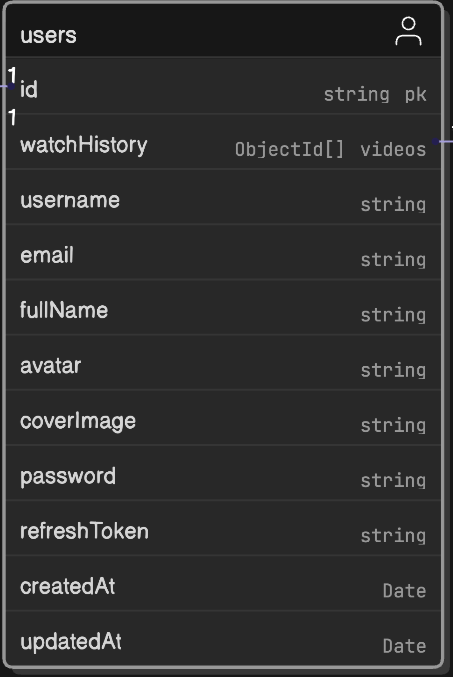 users
1
id string pk
1
watchHistory ObjectId[] videos
username string
email string
fullName string
avatar string
coverImage string
password string
refreshToken string
createdAt Date
updatedAt Date